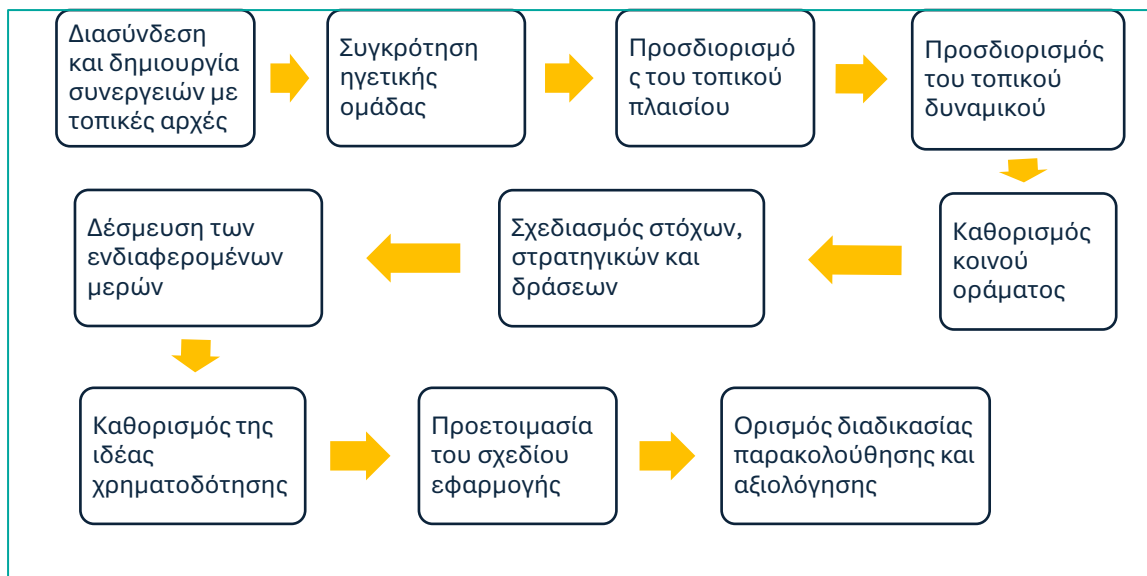 Διασύνδεση
και δημιουργία
συνεργειών με
τοπικές αρχές
Συγκρότηση
ηγετικής
ομάδας
Προσδιορισμό
ς του τοπικού
πλαισίου
Προσδιορισμός
του τοπικού
δυναμικού
Καθορισμός
κοινού
οράματος
Σχεδιασμός στόχων,
στρατηγικών και
δράσεων
Δέσμευση των
ενδιαφερομένων
μερών
Καθορισμός της
ιδέας
χρηματοδότησης
Προετοιμασία
του σχεδίου
εφαρμογής
Ορισμός διαδικασίας
παρακολούθησης και
αξιολόγησης